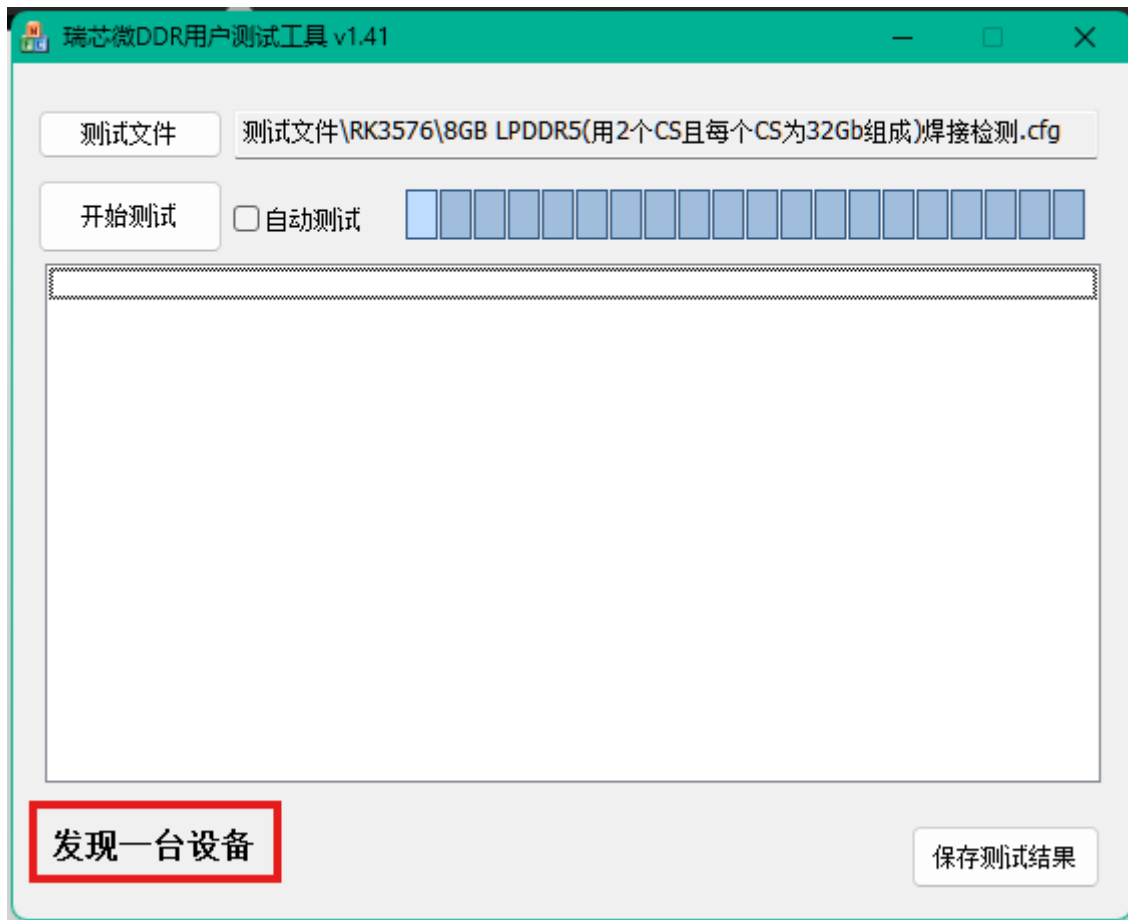 瑞芯微DDR用户测试工具 v1.41
测试文件
测试文件\RK3576\8GB LPDDR5(用2个CS且每个CS为32Gb组成)焊接检测.cfg
开始测试
自动测试
发现一台设备
保存测试结果